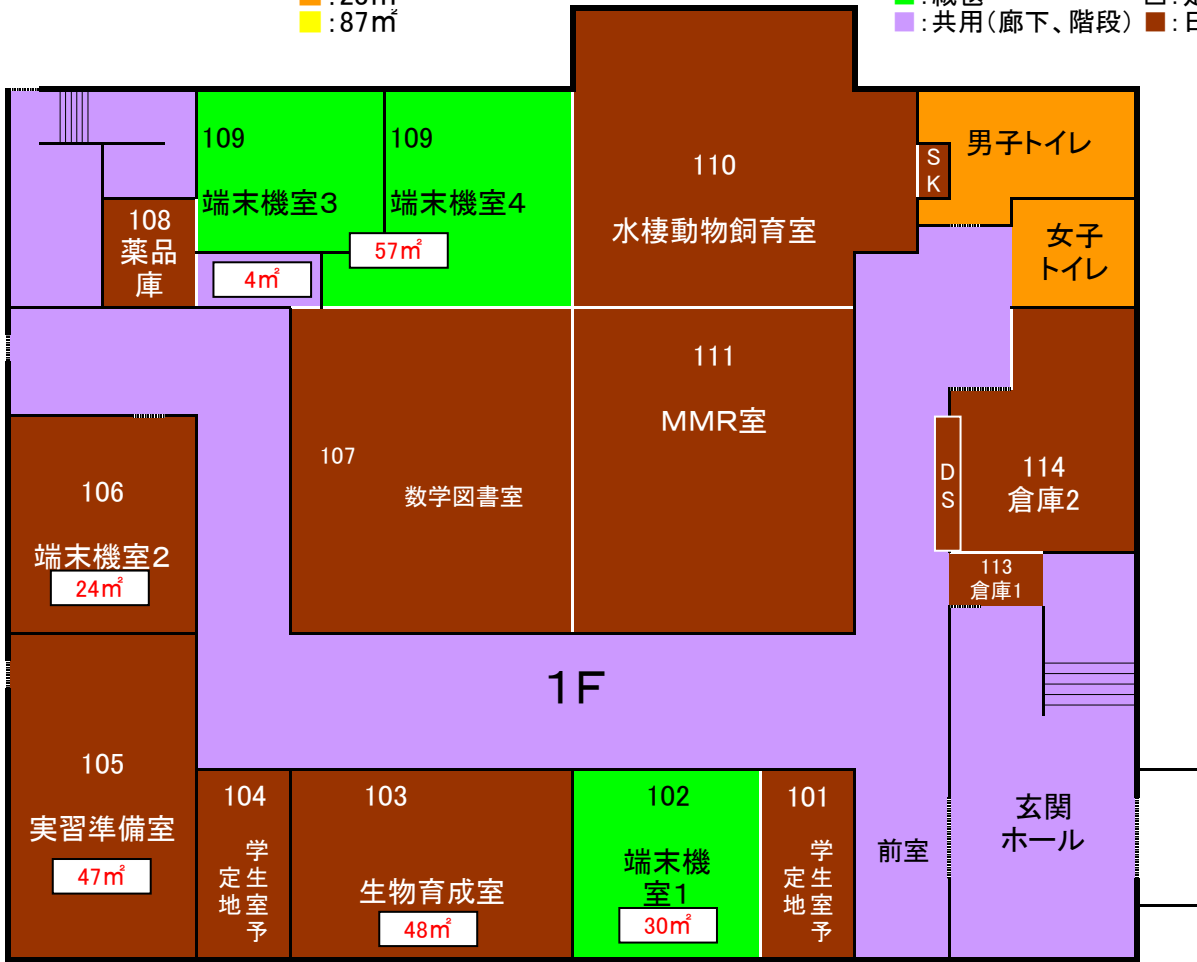 :87㎡
:共用(廊下、階段)
109
端末機室3
109
端末機室4
57㎡
4㎡
108
薬品
庫
110
水棲動物飼育室
SK
男子トイレ
女子
トイレ
111
MMR室
107
数学図書室
106
端末機室2
24㎡
DS
114
倉庫2
113
倉庫1
1F
105
実習準備室
47㎡
104
学生室予
定地
103
生物育成室
48㎡
102
端末機
室1
30㎡
101
学生室予
定地
前室
玄関
ホール